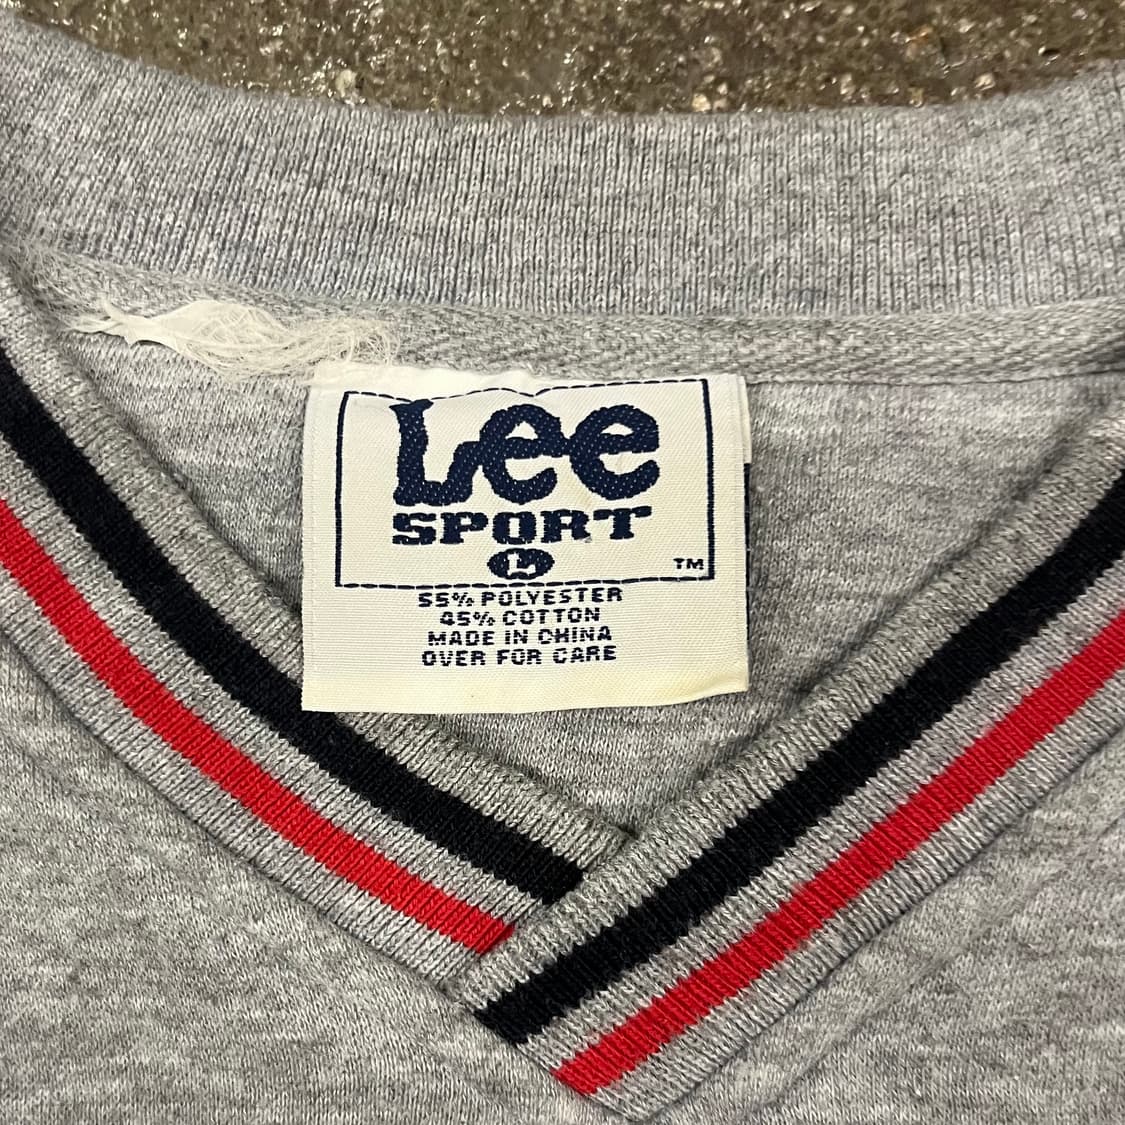 Lee
SPORT
L
TM
55% POLYESTER
45% COTTON
MADE IN CHINA
OVER FOR CARE